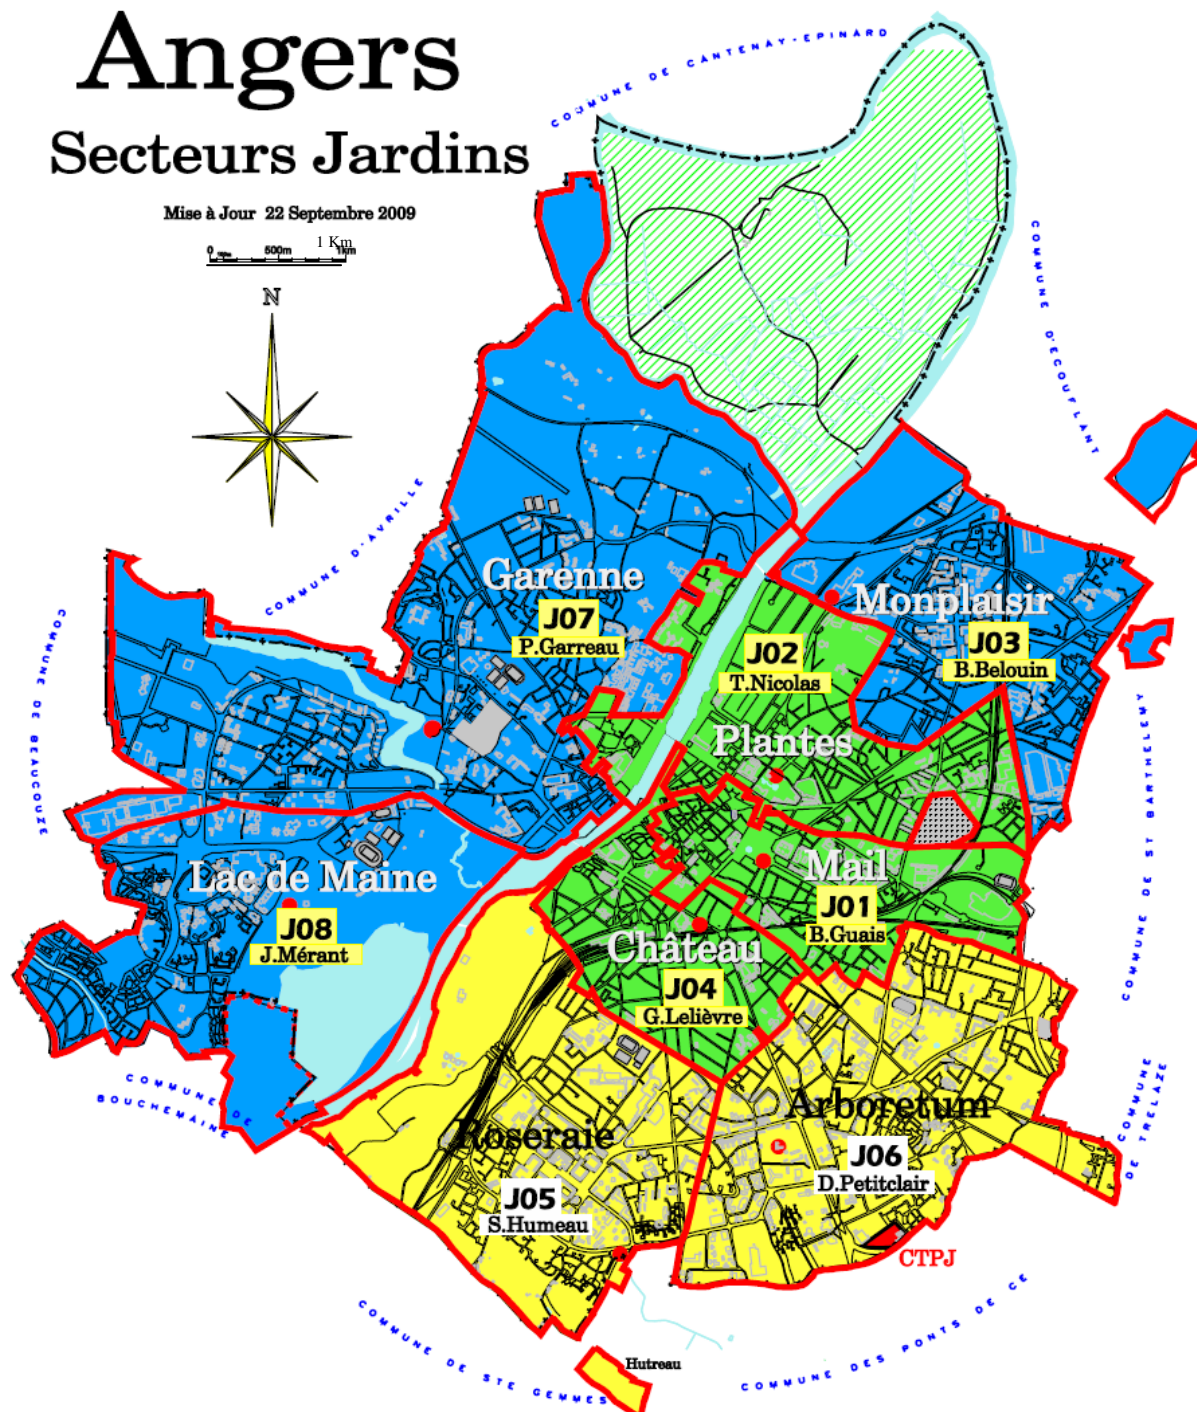 Angers
Secteurs Jardins
Mise à Jour 22 Septembre 2009
1 Km
0 500m 1km
N
COMMUNE DE CANTENAY-EPINARD
COMMUNE D'ECOUFLANT
COMMUNE D'AVRILLE
COMMUNE DE BEAUCOUZE
Garenne
J07
P.Garreau
Monplaisir
J03
B.Belouin
J02
T.Nicolas
Plantes
Mail
J01
B.Guais
Lac de Maine
J08
J.Mérant
Château
J04
G.Lelièvre
COMMUNE DE ST BARTHELEMY
COMMUNE DE
BOUCHEMAINE
COMMUNE
DE TRELAZE
Roseraie
J05
S.Humeau
Arboretum
J06
D.Petitclair
CTPJ
Hutreau
COMMUNE DE STE GEMMES
COMMUNE DES PONTS DE CE